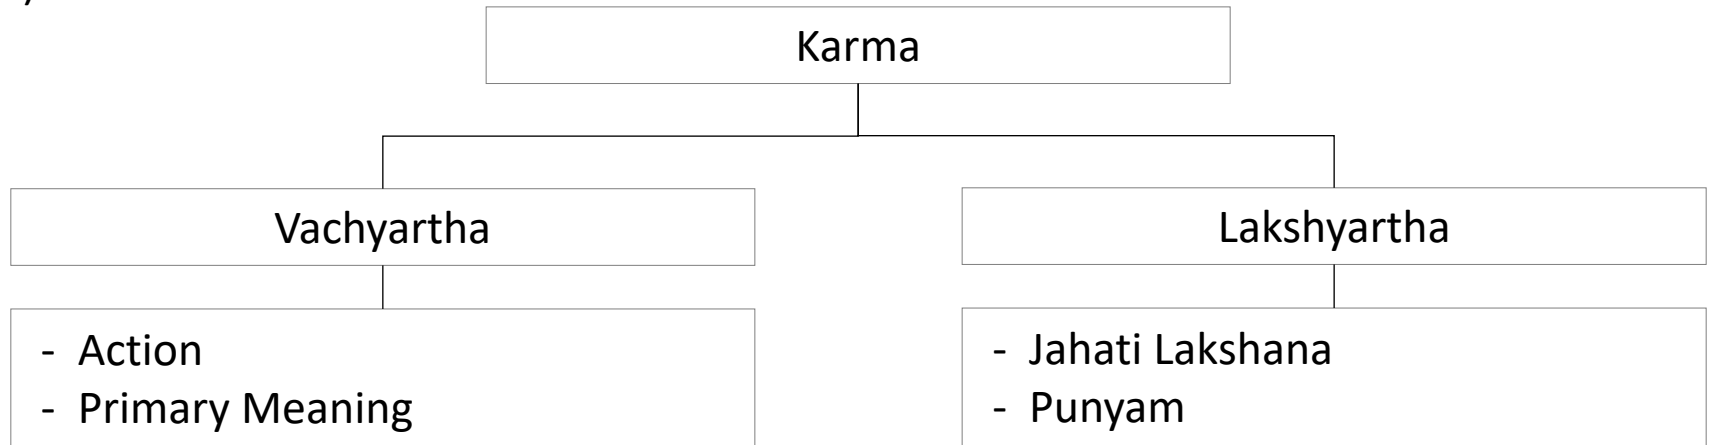 Karma
Vachyartha
Lakshyartha
- Action
- Primary Meaning
- Jahati Lakshana
- Punyam